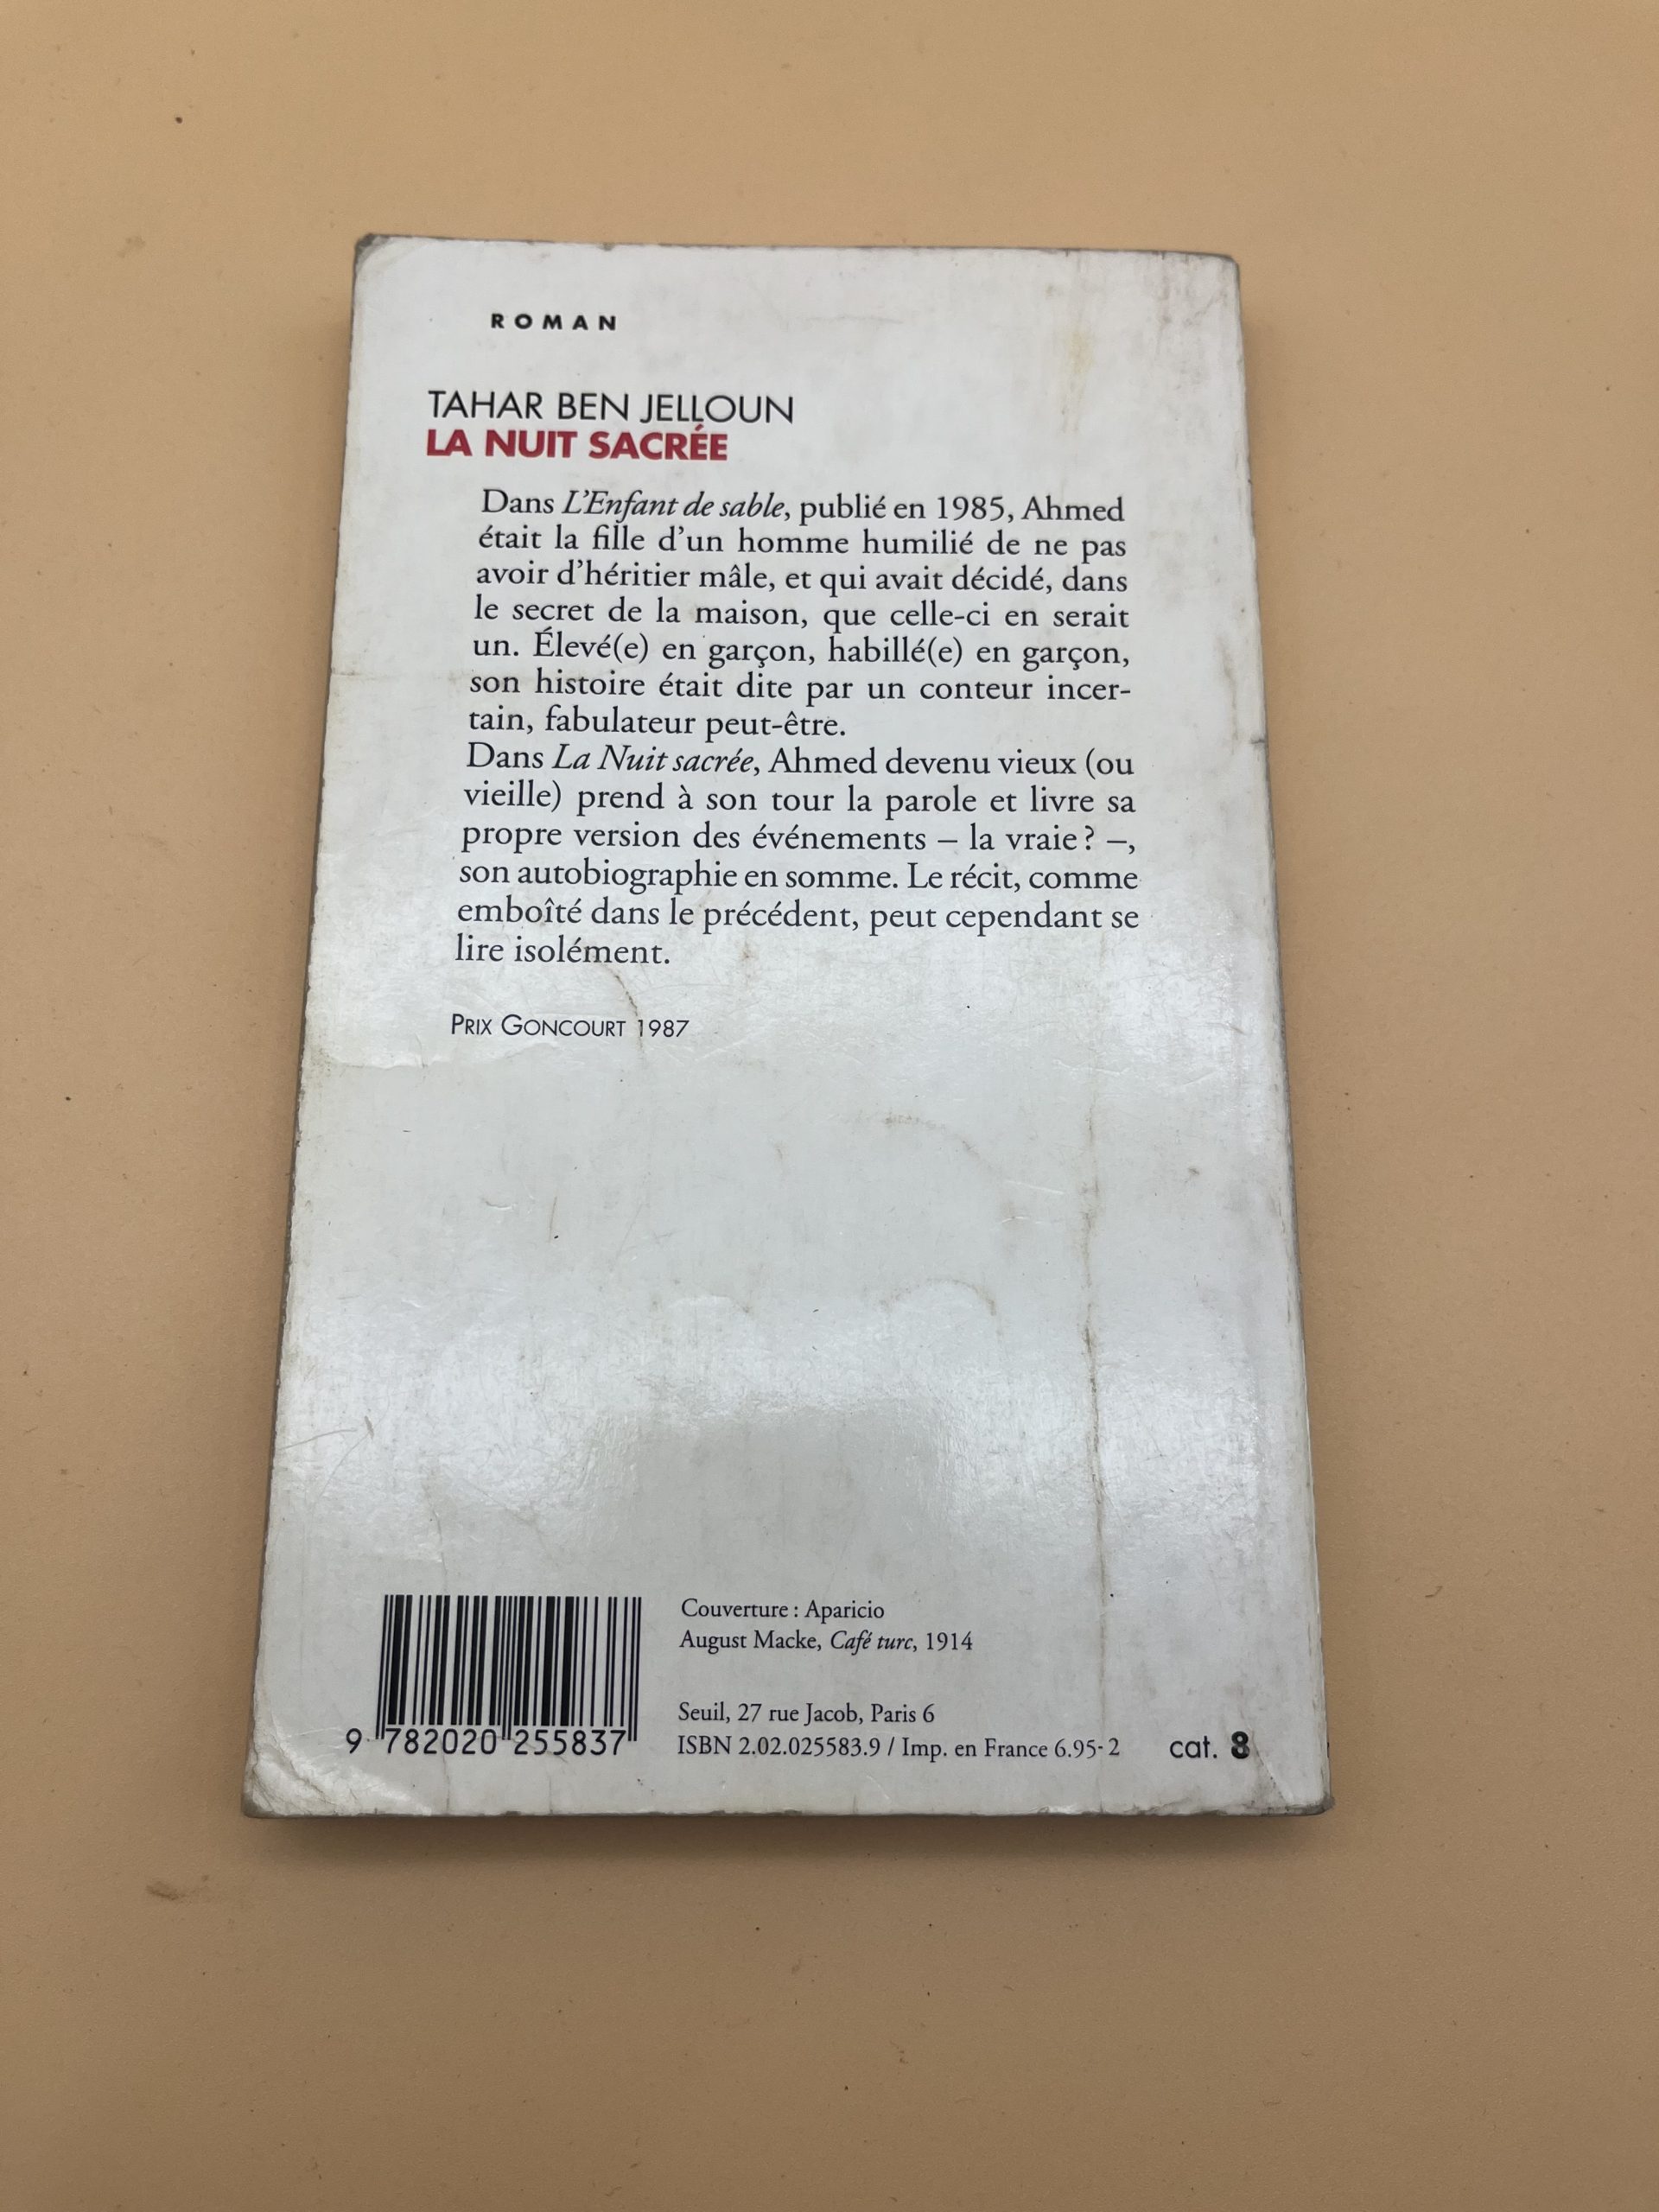 ROMAN
TAHAR BEN JELLOUN
LA NUIT SACRÉE
Dans L'Enfant de sable, publié en 1985, Ahmed
était la fille d'un homme humilié de ne pas
avoir d'héritier mâle, et qui avait décidé, dans
le secret de la maison, que celle-ci en serait
un. Élevé(e) en garçon, habillé(e) en garçon,
son histoire était dite par un conteur incer-
tain, fabulateur peut-être.
Dans La Nuit sacrée, Ahmed devenu vieux (ou
vieille) prend à son tour la parole et livre sa
propre version des événements – la vraie ? –,
son autobiographie en somme. Le récit, comme
emboîté dans le précédent, peut cependant se
lire isolément.
PRIX GONCOURT 1987
Couverture : Aparicio
August Macke, Café turc, 1914
Seuil, 27 rue Jacob, Paris 6
ISBN 2.02.025583.9 / Imp. en France 6.95-2
cat. 8
9 782020 255837